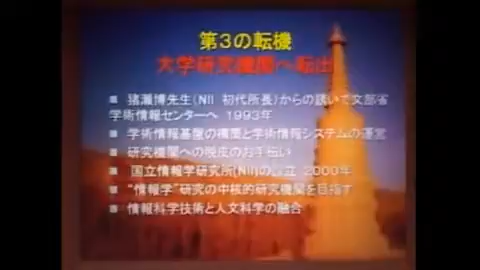 第3の転機
大学研究機関へ転出
■ 猪瀬博先生(NII 初代所長)からの誘いで文部省
学術情報センターへ 1993年
■ "学術情報基盤の構築と学術情報システムの運営
■ 研究機関への脱皮のお手伝い
■ 国立情報学研究所(NII)の設立 2000年
■ "情報学"研究の中核的研究機関を目指す
■ 情報科学技術と人文科学の融合